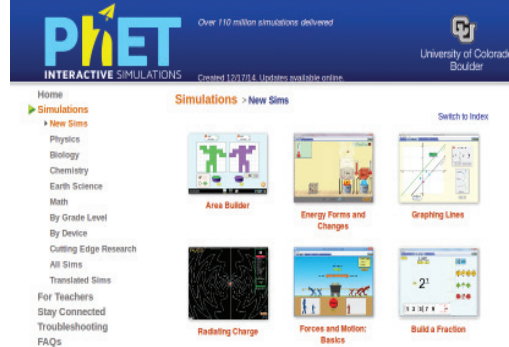 Over 110 million simulations delivered
PhET
INTERACTIVE SIMULATIONS
University of Colorado
Boulder
Created 12/17/14. Updates available online.
Home
Simulations
New Sims
Physics
Biology
Chemistry
Earth Science
Math
By Grade Level
By Device
Cutting Edge Research
All Sims
Translated Sims
For Teachers
Stay Connected
Troubleshooting
FAQs
Simulations > New Sims
Switch to Index
Area Builder
Energy Forms and
Changes
Graphing Lines
Radiating Charge
Forces and Motion:
Basics
Build a Fraction